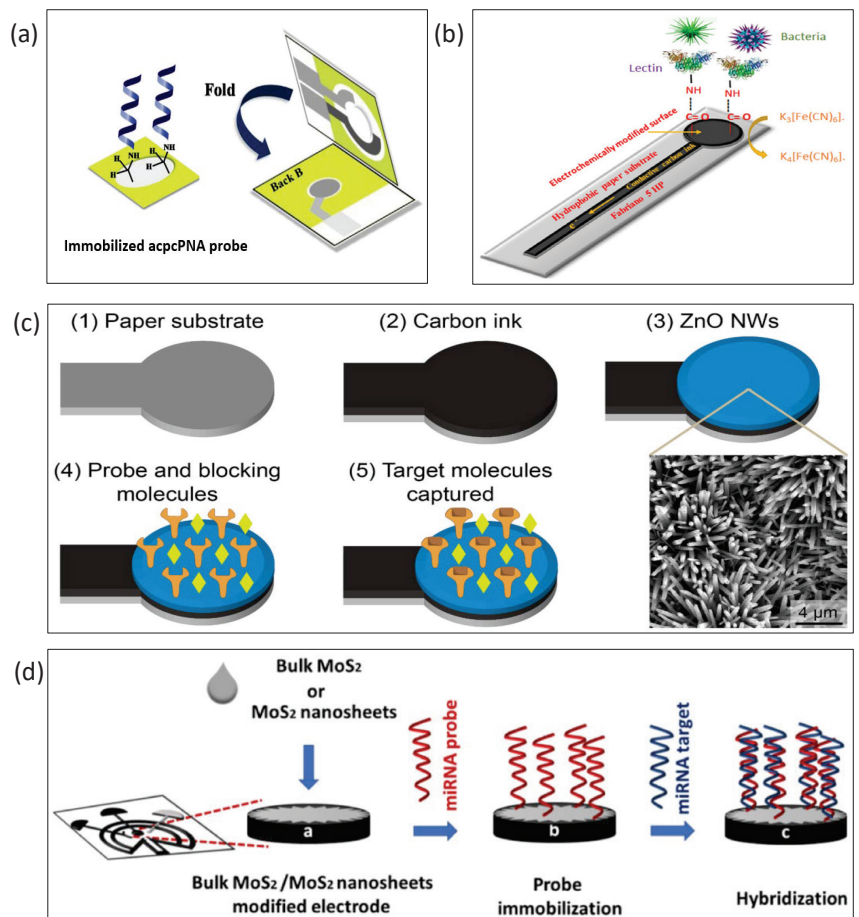 (a)
Fold
H
NH
H
H
NH
H
Back B
Immobilized acpcPNA probe
(b)
Bacteria
Lectin
NH
NH
C=O
C=O
K₃[Fe(CN)₆].
K₄[Fe(CN)₆].
Electrochemically modified surface
Hydrophobic paper substrate
Conductive carbon ink
e⁻
Fabriano 5 HP
(c)
(1) Paper substrate
(2) Carbon ink
(3) ZnO NWs
(4) Probe and blocking
molecules
(5) Target molecules
captured
4 µm
(d)
Bulk MoS₂
or
MoS₂ nanosheets
miRNA probe
miRNA target
a
b
c
Bulk MoS₂/MoS₂ nanosheets
modified electrode
Probe
immobilization
Hybridization